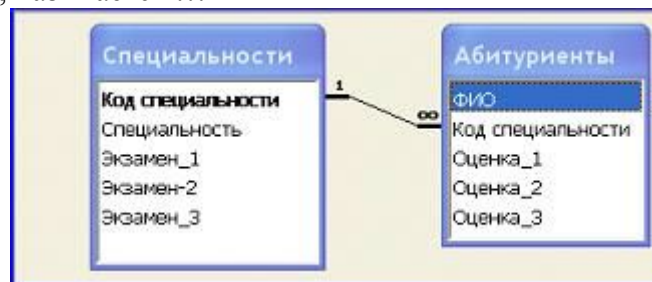 Специальности
Код специальности
Специальность
Экзамен_1
Экзамен-2
Экзамен_3
1
∞
Абитуриенты
ФИО
Код специальности
Оценка_1
Оценка_2
Оценка_3